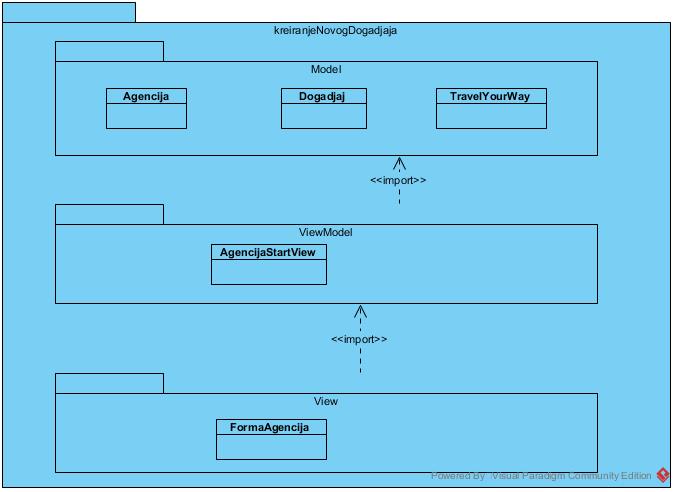 kreiranjeNovogDogadjaja
Model
Agencija
Dogadjaj
TravelYourWay
<<import>>
ViewModel
AgencijaStartView
<<import>>
View
FormaAgencija
Powered By Visual Paradigm Community Edition